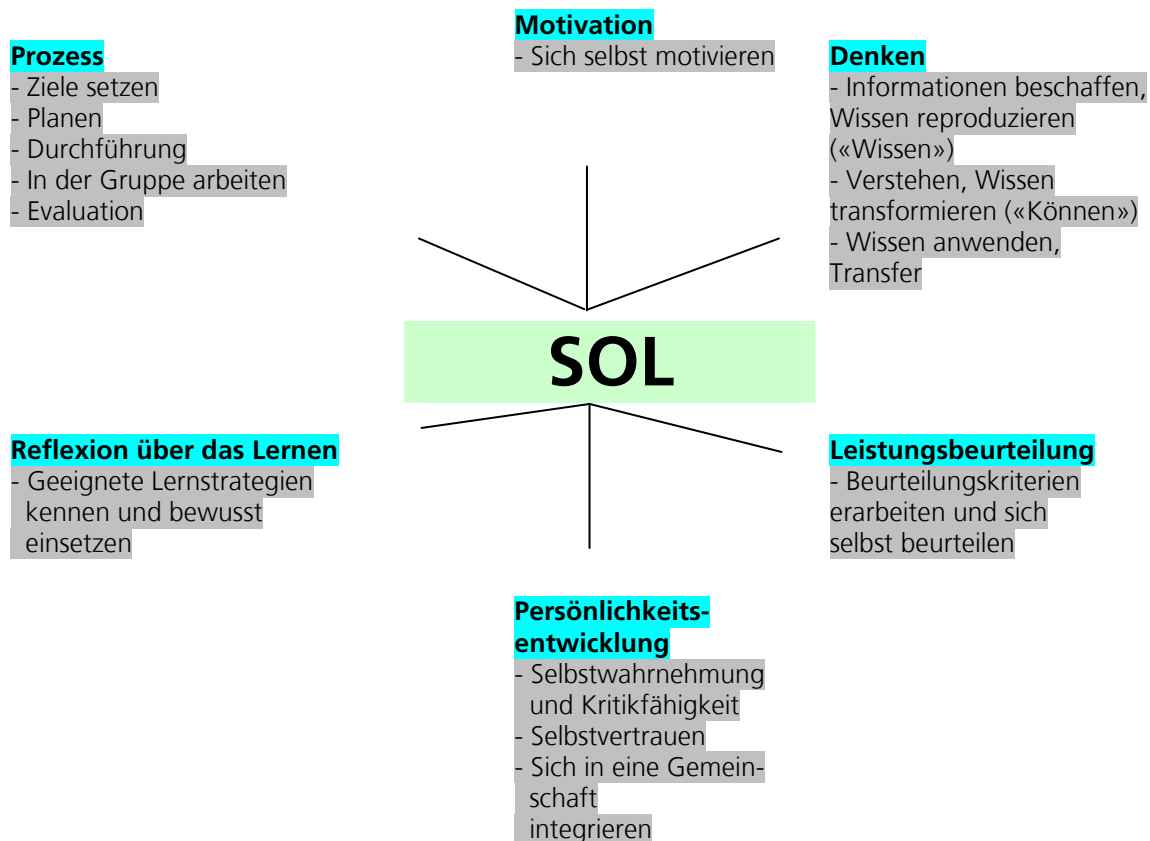 Motivation
- Sich selbst motivieren
Prozess
- Ziele setzen
- Planen
- Durchführung
- In der Gruppe arbeiten
- Evaluation
Denken
- Informationen beschaffen,
Wissen reproduzieren
(«Wissen»)
- Verstehen, Wissen
transformieren («Können»)
- Wissen anwenden,
Transfer
SOL
Reflexion über das Lernen
- Geeignete Lernstrategien
kennen und bewusst
einsetzen
Leistungsbeurteilung
- Beurteilungskriterien
erarbeiten und sich
selbst beurteilen
Persönlichkeits-
entwicklung
- Selbstwahrnehmung
und Kritikfähigkeit
- Selbstvertrauen
- Sich in eine Gemein-
schaft
integrieren